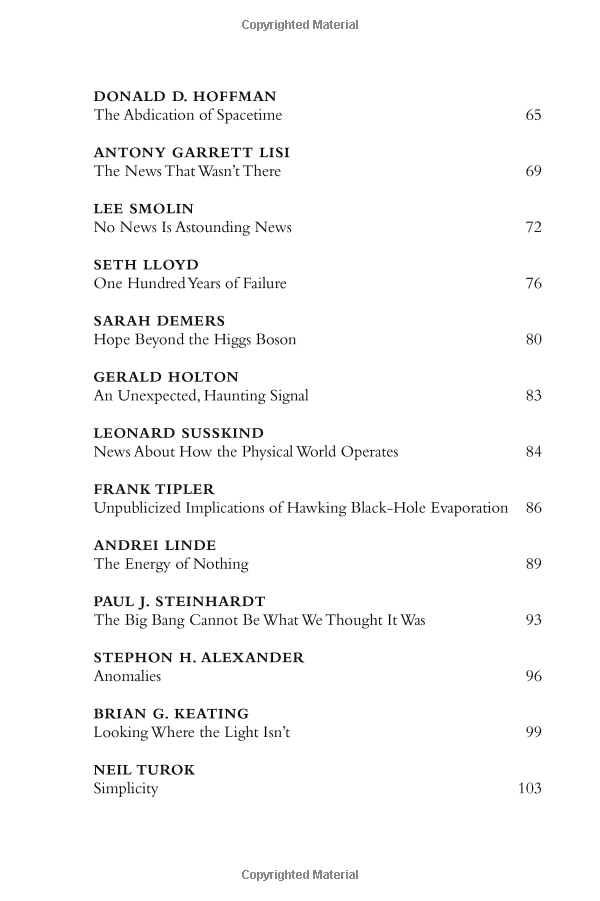 Copyrighted Material
DONALD D. HOFFMAN
The Abdication of Spacetime 65
ANTONY GARRETT LISI
The News That Wasn't There 69
LEE SMOLIN
No News Is Astounding News 72
SETH LLOYD
One Hundred Years of Failure 76
SARAH DEMERS
Hope Beyond the Higgs Boson 80
GERALD HOLTON
An Unexpected, Haunting Signal 83
LEONARD SUSSKIND
News About How the Physical World Operates 84
FRANK TIPLER
Unpublicized Implications of Hawking Black-Hole Evaporation 86
ANDREI LINDE
The Energy of Nothing 89
PAUL J. STEINHARDT
The Big Bang Cannot Be What We Thought It Was 93
STEPHON H. ALEXANDER
Anomalies 96
BRIAN G. KEATING
Looking Where the Light Isn't 99
NEIL TUROK
Simplicity 103
Copyrighted Material